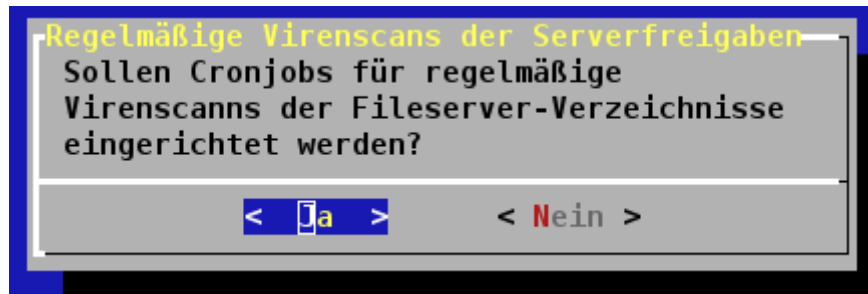 Regelmäßige Virenscans der Serverfreigaben
Sollen Cronjobs für regelmäßige
Virenscanns der Fileserver-Verzeichnisse
eingerichtet werden?
< Ja > < Nein >